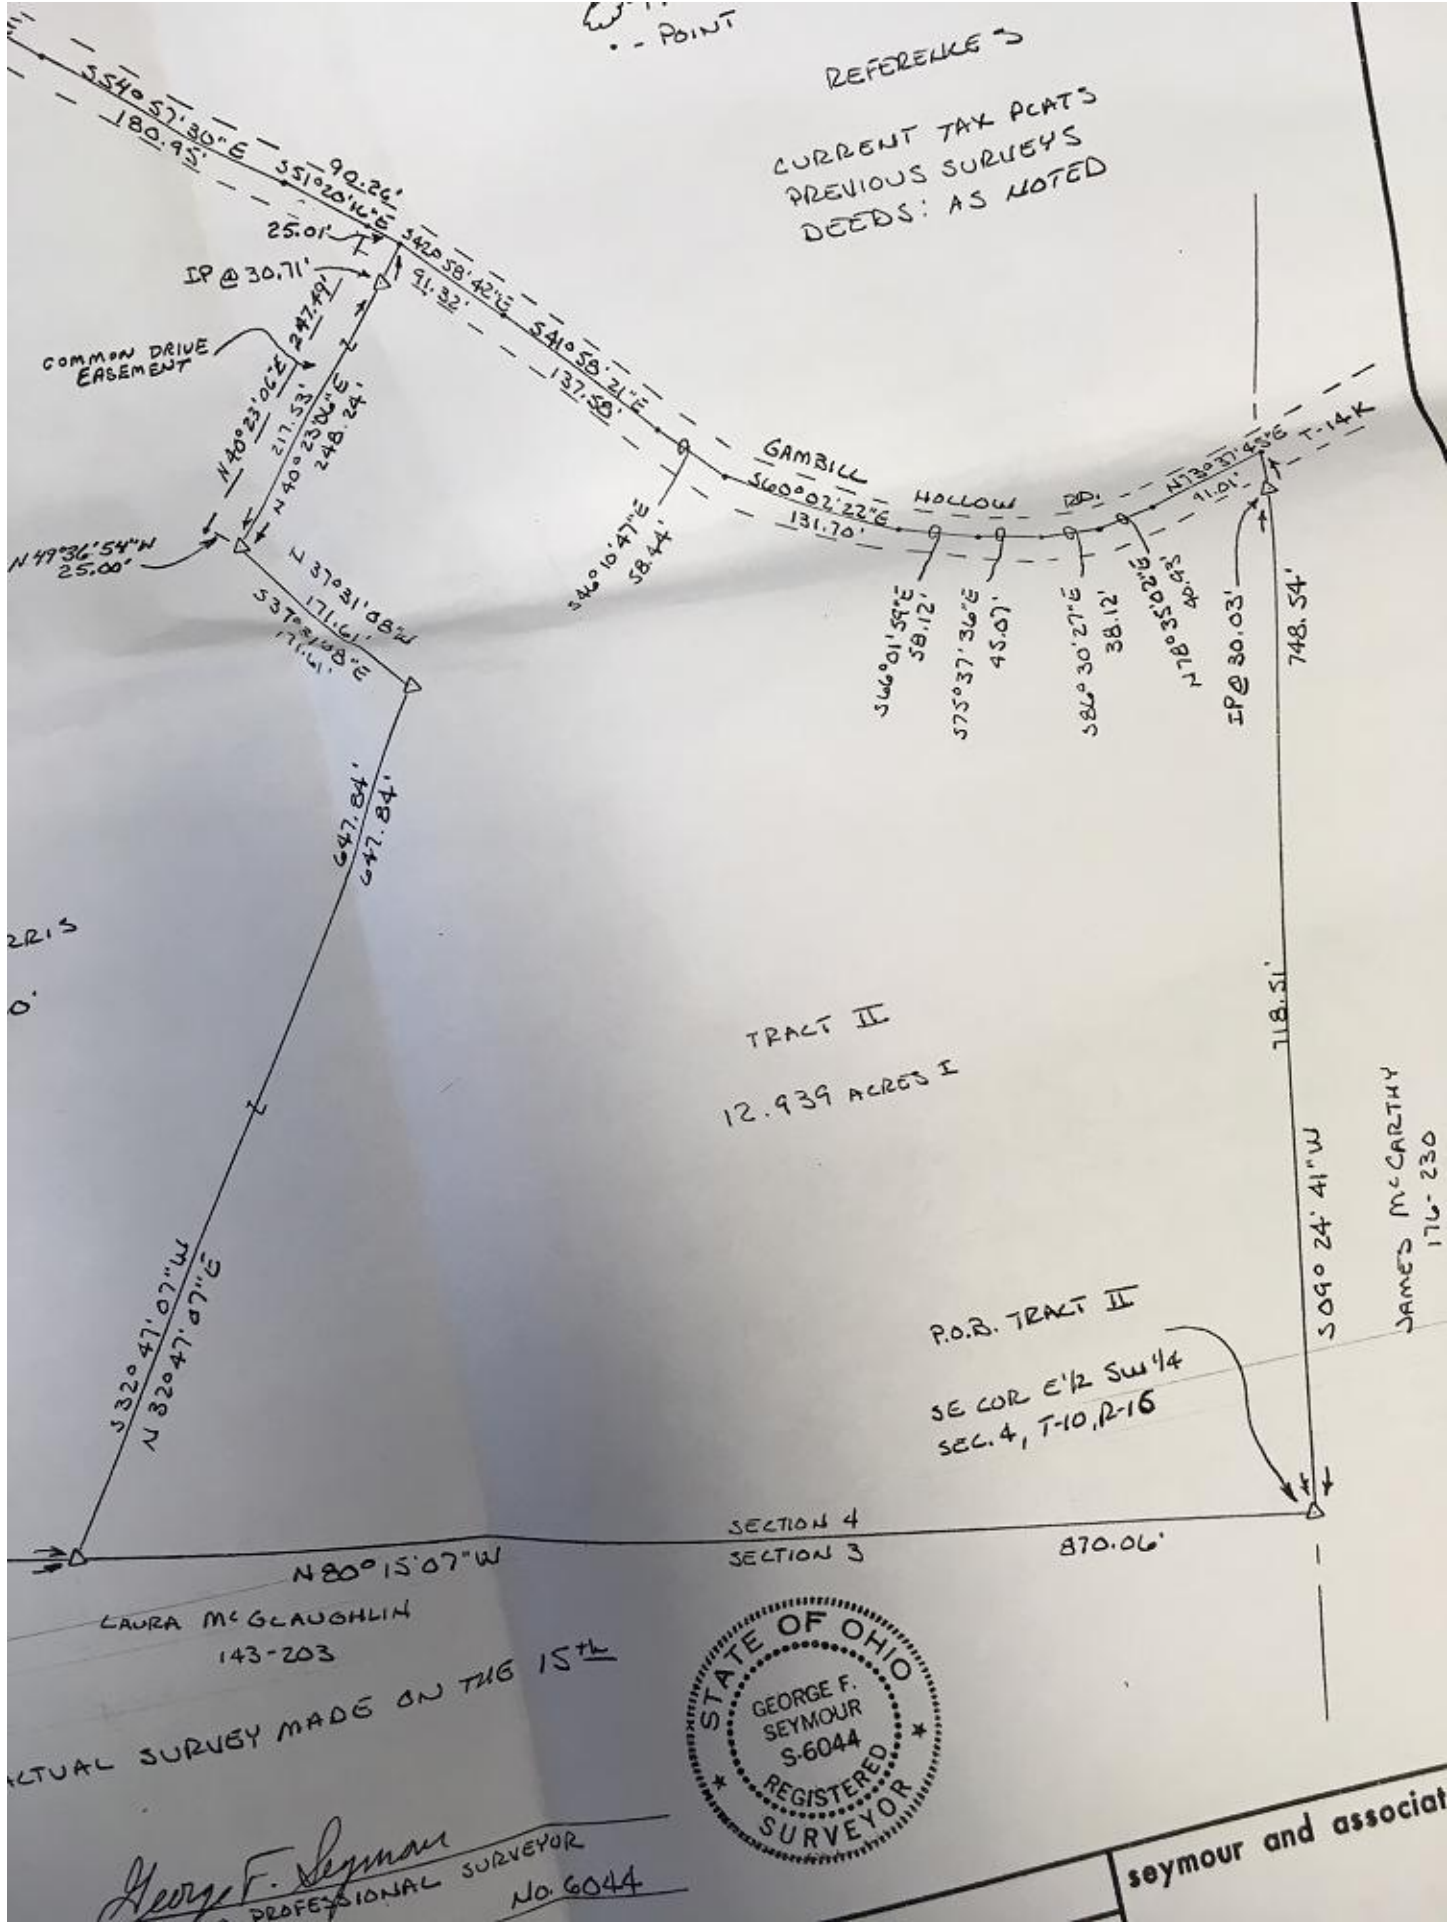 • - POINT
REFERENCES
CURRENT TAX PLATS
PREVIOUS SURVEYS
DEEDS: AS NOTED
S54°57'30"E
180.95'
90.26'
S51°20'16"E
25.01'
IP @ 30.71'
S42°58'42"E
91.32'
COMMON DRIVE
EASEMENT
N40°23'06"E 247.49'
217.53'
N40°23'06"E
248.24'
S41°58'21"E
137.58'
N49°36'54"W
25.00'
N37°31'08"W
171.61'
S37°31'08"E
171.61'
S46°10'47"E
58.44'
GAMBILL
HOLLOW
RD.
T-14K
S60°02'22"E
131.70'
S66°01'59"E
58.12'
S75°37'36"E
45.07'
S86°30'27"E
38.12'
N78°35'02"E
40.93'
N73°37'45"E
91.01'
IP @ 30.03'
748.54'
647.84'
647.84'
RRIS
0.'
TRACT II
12.939 ACRES ±
718.51'
S09°24'41"W
JAMES McCARTHY
176-230
S32°47'07"W
N32°47'07"E
P.O.B. TRACT II
SE COR E1/2 SW1/4
SEC.4, T-10, R-16
SECTION 4
SECTION 3
N80°15'07"W
870.06'
LAURA McGLAUGHLIN
143-203
ACTUAL SURVEY MADE ON THE 15th
STATE OF OHIO
GEORGE F.
SEYMOUR
S-6044
REGISTERED
SURVEYOR
George F. Seymour
PROFESSIONAL SURVEYOR
No. 6044
seymour and associat